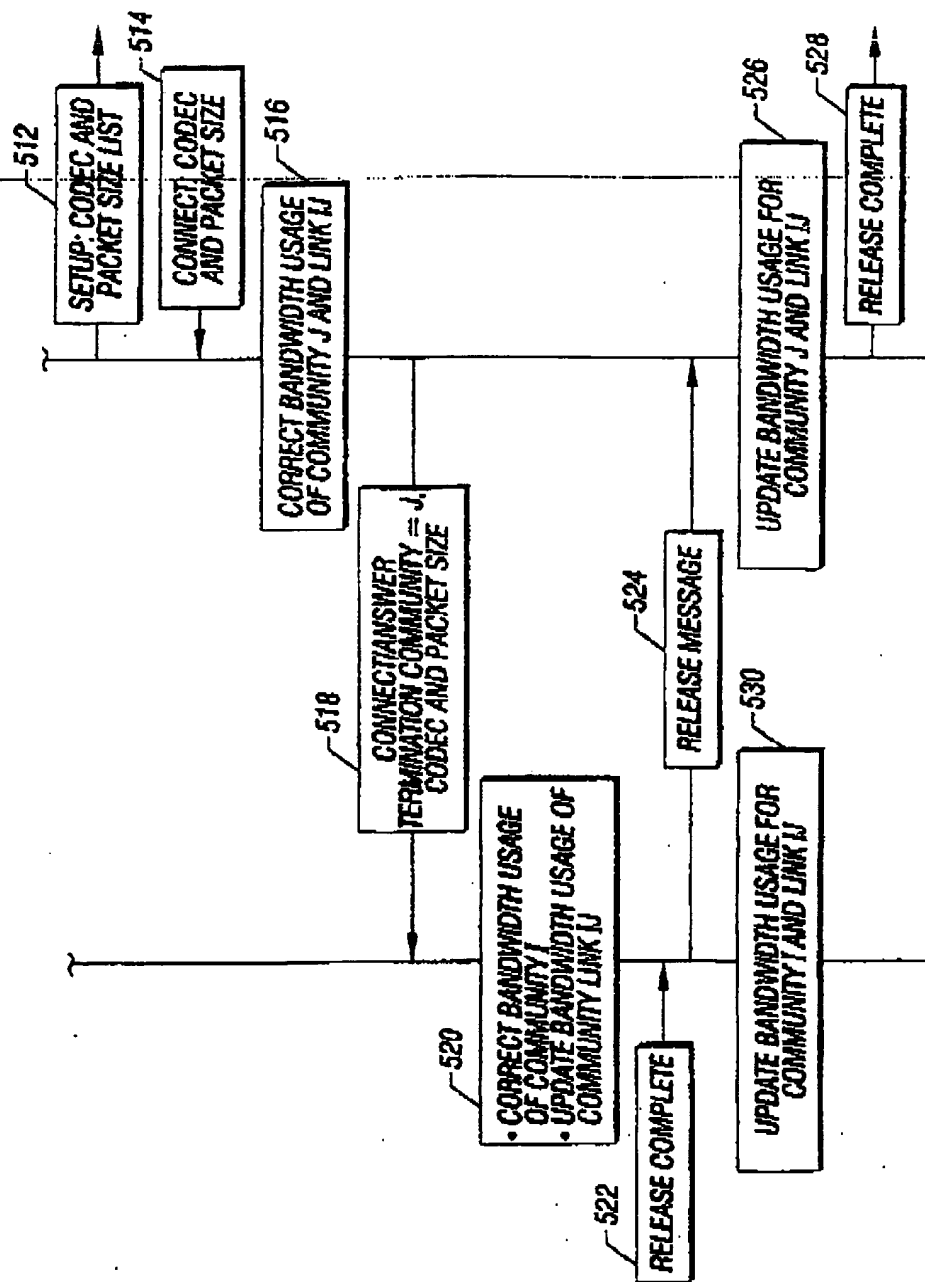 512
SETUP: CODEC AND
PACKET SIZE LIST
514
CONNECT: CODEC
AND PACKET SIZE
516
CORRECT BANDWIDTH USAGE
OF COMMUNITY J AND LINK IJ
518
CONNECT/ANSWER
TERMINATION COMMUNITY = J,
CODEC AND PACKET SIZE
520
• CORRECT BANDWIDTH USAGE
OF COMMUNITY I
• UPDATE BANDWIDTH USAGE OF
COMMUNITY LINK IJ
522
RELEASE COMPLETE
524
RELEASE MESSAGE
530
UPDATE BANDWIDTH USAGE FOR
COMMUNITY I AND LINK IJ
526
UPDATE BANDWIDTH USAGE FOR
COMMUNITY J AND LINK IJ
528
RELEASE COMPLETE